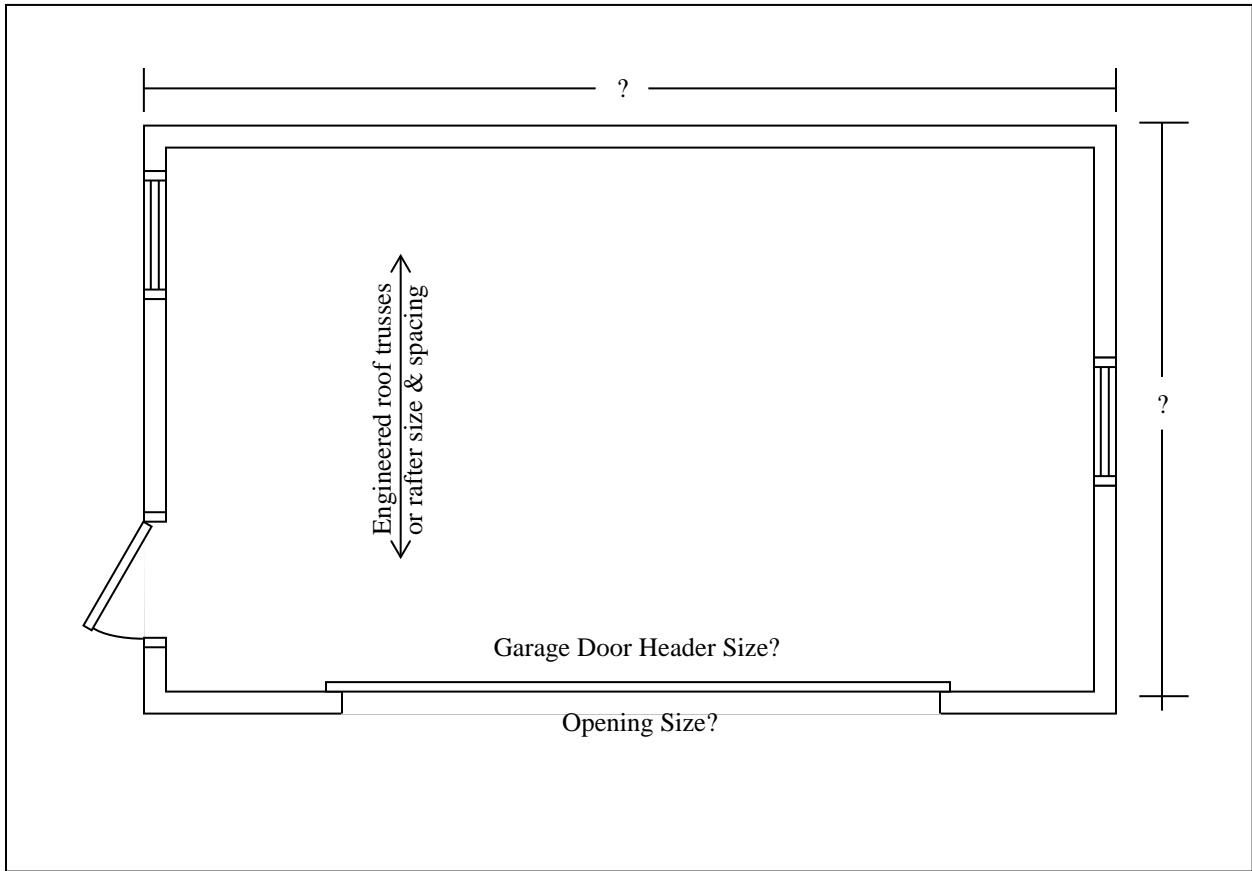 ?
Engineered roof trusses
or rafter size & spacing
?
Garage Door Header Size?
Opening Size?